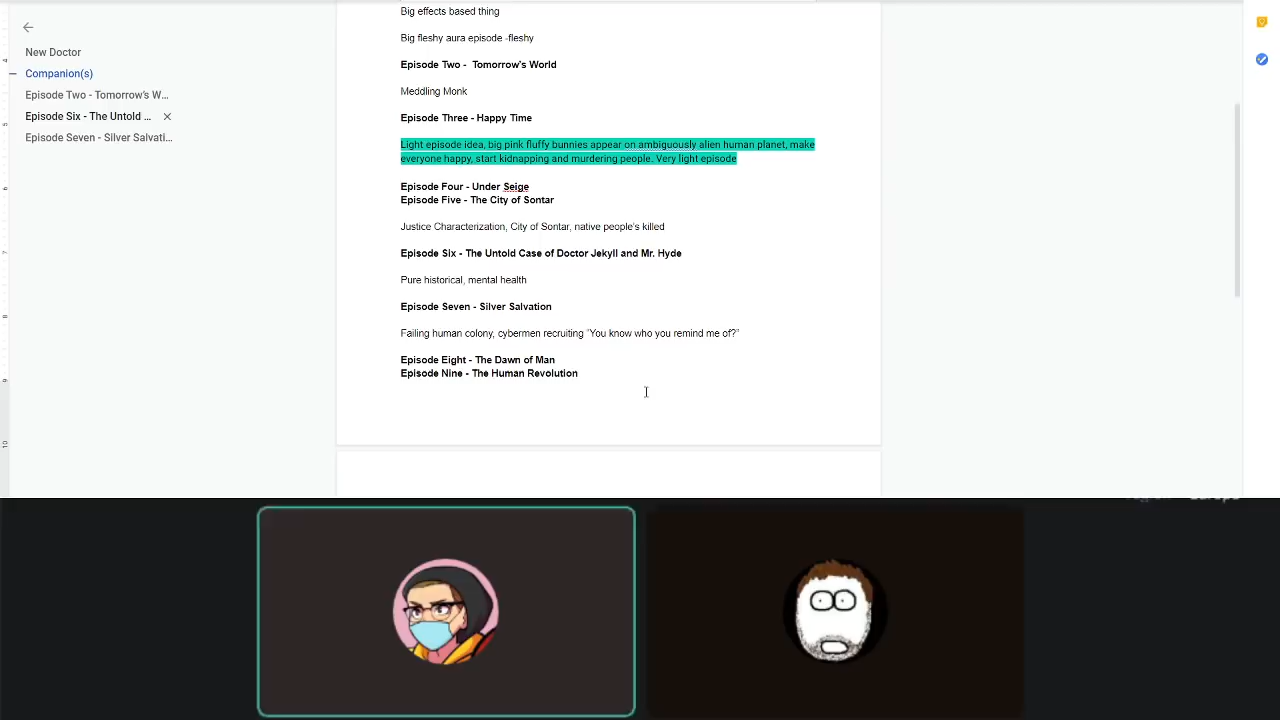 New Doctor
Companion(s)
Episode Two - Tomorrow's W...
Episode Six - The Untold ...
Episode Seven - Silver Salvati...
Big effects based thing
Big fleshy aura episode -fleshy
Episode Two -  Tomorrow's World
Meddling Monk
Episode Three - Happy Time
Light episode idea, big pink fluffy bunnies appear on ambiguously alien human planet, make
everyone happy, start kidnapping and murdering people. Very light episode
Episode Four - Under Seige
Episode Five - The City of Sontar
Justice Characterization, City of Sontar, native people's killed
Episode Six - The Untold Case of Doctor Jekyll and Mr. Hyde
Pure historical, mental health
Episode Seven - Silver Salvation
Failing human colony, cybermen recruiting "You know who you remind me of?"
Episode Eight - The Dawn of Man
Episode Nine - The Human Revolution